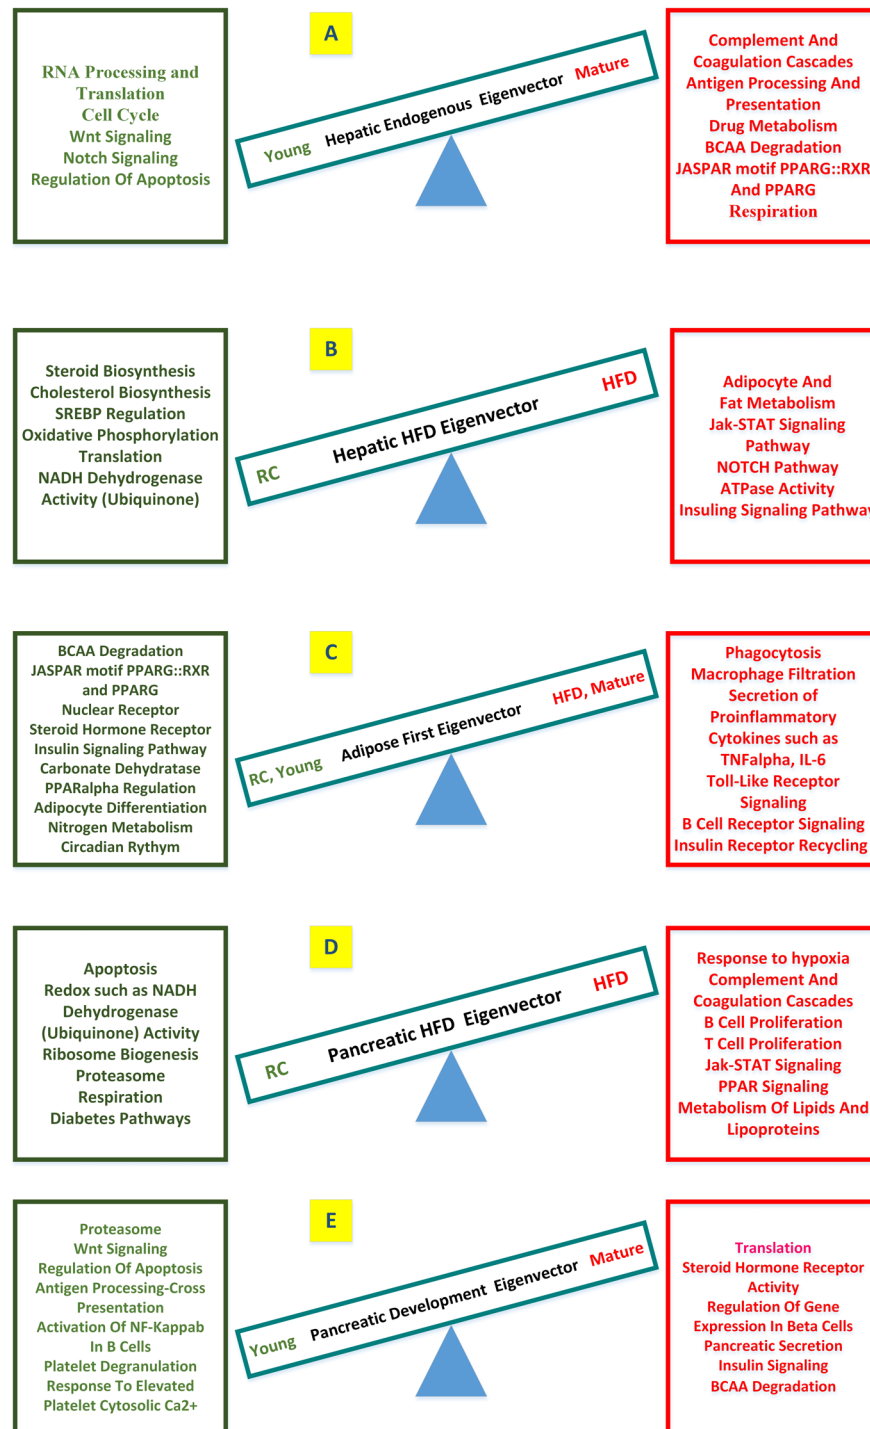 A
RNA Processing and
Translation
Cell Cycle
Wnt Signaling
Notch Signaling
Regulation Of Apoptosis
Young Hepatic Endogenous Eigenvector Mature
Complement And
Coagulation Cascades
Antigen Processing And
Presentation
Drug Metabolism
BCAA Degradation
JASPAR motif PPARG::RXR
And PPARG
Respiration
B
Steroid Biosynthesis
Cholesterol Biosynthesis
SREBP Regulation
Oxidative Phosphorylation
Translation
NADH Dehydrogenase
Activity (Ubiquinone)
RC Hepatic HFD Eigenvector HFD
Adipocyte And
Fat Metabolism
Jak-STAT Signaling
Pathway
NOTCH Pathway
ATPase Activity
Insuling Signaling Pathway
C
BCAA Degradation
JASPAR motif PPARG::RXR
and PPARG
Nuclear Receptor
Steroid Hormone Receptor
Insulin Signaling Pathway
Carbonate Dehydratase
PPARalpha Regulation
Adipocyte Differentiation
Nitrogen Metabolism
Circadian Rythym
RC, Young Adipose First Eigenvector HFD, Mature
Phagocytosis
Macrophage Filtration
Secretion of
Proinflammatory
Cytokines such as
TNFalpha, IL-6
Toll-Like Receptor
Signaling
B Cell Receptor Signaling
Insulin Receptor Recycling
D
Apoptosis
Redox such as NADH
Dehydrogenase
(Ubiquinone) Activity
Ribosome Biogenesis
Proteasome
Respiration
Diabetes Pathways
RC Pancreatic HFD Eigenvector HFD
Response to hypoxia
Complement And
Coagulation Cascades
B Cell Proliferation
T Cell Proliferation
Jak-STAT Signaling
PPAR Signaling
Metabolism Of Lipids And
Lipoproteins
E
Proteasome
Wnt Signaling
Regulation Of Apoptosis
Antigen Processing-Cross
Presentation
Activation Of NF-Kappab
In B Cells
Platelet Degranulation
Response To Elevated
Platelet Cytosolic Ca2+
Young Pancreatic Development Eigenvector Mature
Translation
Steroid Hormone Receptor
Activity
Regulation Of Gene
Expression In Beta Cells
Pancreatic Secretion
Insulin Signaling
BCAA Degradation